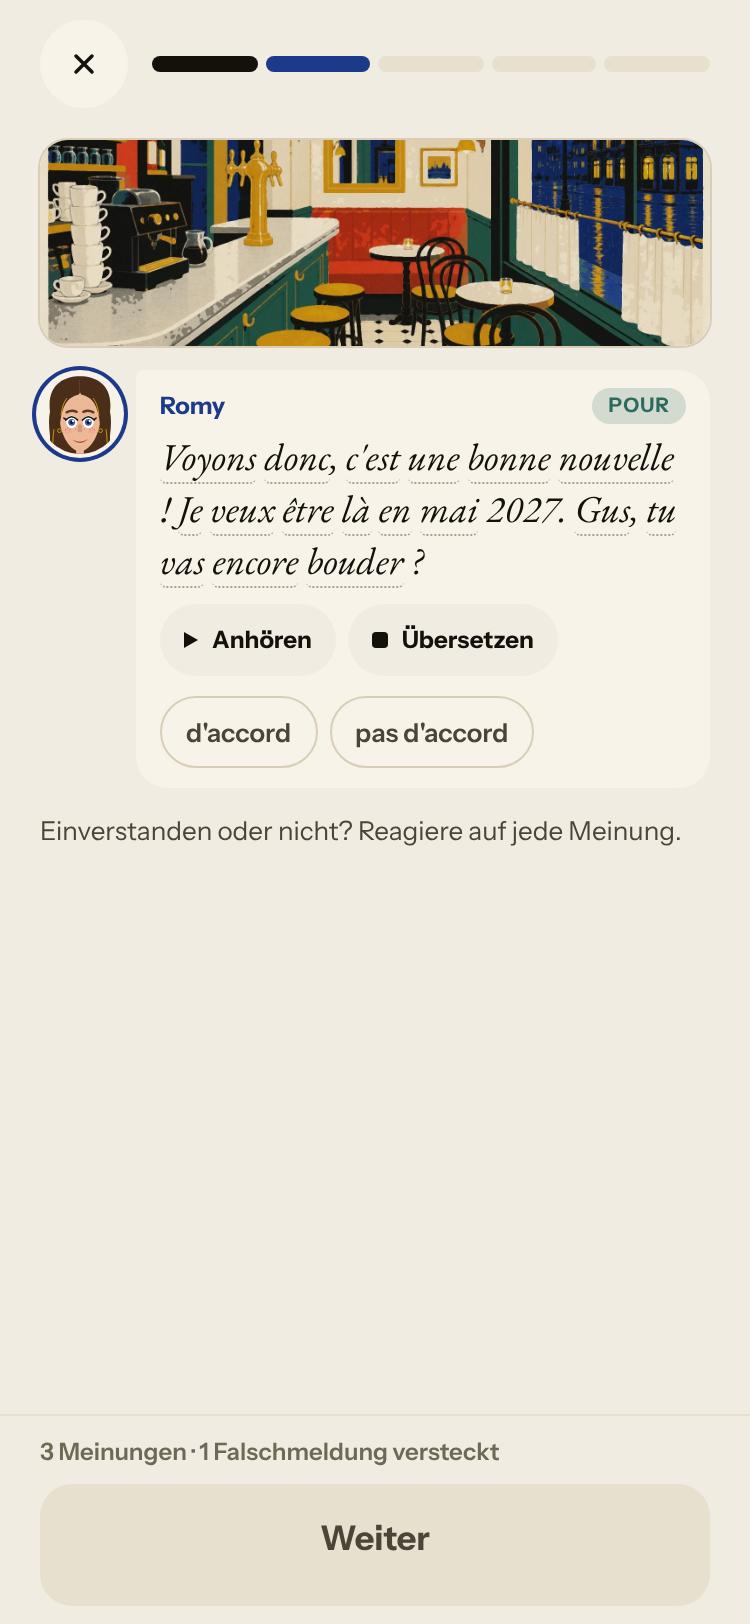 Romy
POUR
Voyons donc, c'est une bonne nouvelle
! Je veux être là en mai 2027. Gus, tu
vas encore bouder ?
Anhören
Übersetzen
d'accord
pas d'accord
Einverstanden oder nicht? Reagiere auf jede Meinung.
3 Meinungen · 1 Falschmeldung versteckt
Weiter